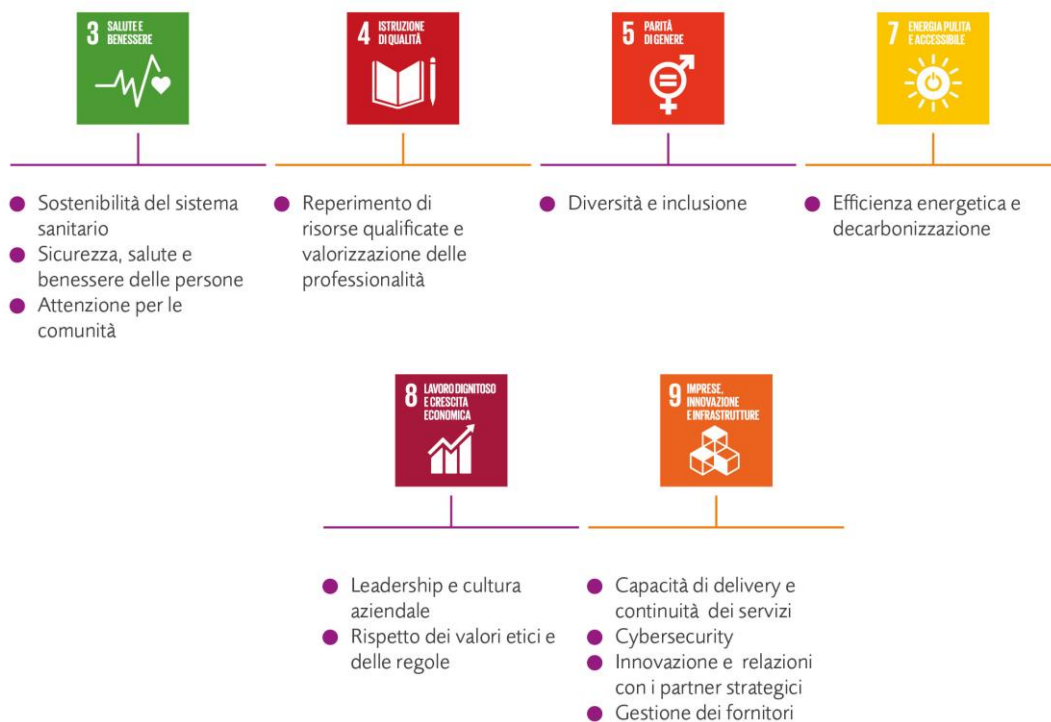 3 SALUTE E
BENESSERE
Sostenibilità del sistema
sanitario
Sicurezza, salute e
benessere delle persone
Attenzione per le
comunità
4 ISTRUZIONE
DI QUALITÀ
Reperimento di
risorse qualificate e
valorizzazione delle
professionalità
5 PARITÀ
DI GENERE
Diversità e inclusione
7 ENERGIA PULITA
E ACCESSIBILE
Efficienza energetica e
decarbonizzazione
8 LAVORO DIGNITOSO
E CRESCITA
ECONOMICA
Leadership e cultura
aziendale
Rispetto dei valori etici e
delle regole
9 IMPRESE,
INNOVAZIONE
E INFRASTRUTTURE
Capacità di delivery e
continuità dei servizi
Cybersecurity
Innovazione e relazioni
con i partner strategici
Gestione dei fornitori